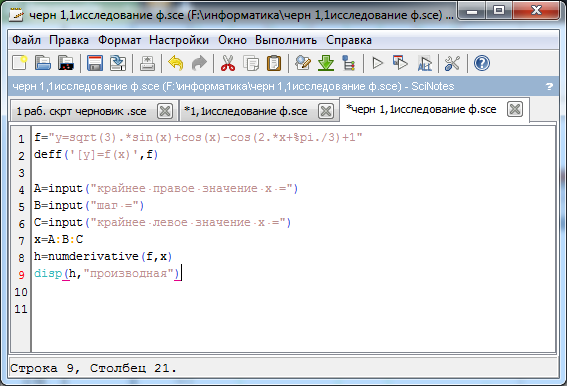 черн 1,1исследование ф.sce (F:\информатика\черн 1,1исследование ф.sce) ...
Файл Правка Формат Настройки Окно Выполнить Справка
черн 1,1исследование ф.sce (F:\информатика\черн 1,1исследование ф.sce) - SciNotes ?
1 раб. скрт черновик .sce *1,1исследование ф.sce *черн 1,1исследование ф.sce
1 f="y=sqrt(3).*sin(x)+cos(x)-cos(2.*x+%pi./3)+1"
2 deff('[y]=f(x)',f)
3
4 A=input("крайнее·правое·значение·x·=")
5 B=input("шаг·=")
6 C=input("крайнее·левое·значение·x·=")
7 x=A:B:C
8 h=numderivative(f,x)
9 disp(h,"производная")
10
11
Строка 9, Столбец 21.